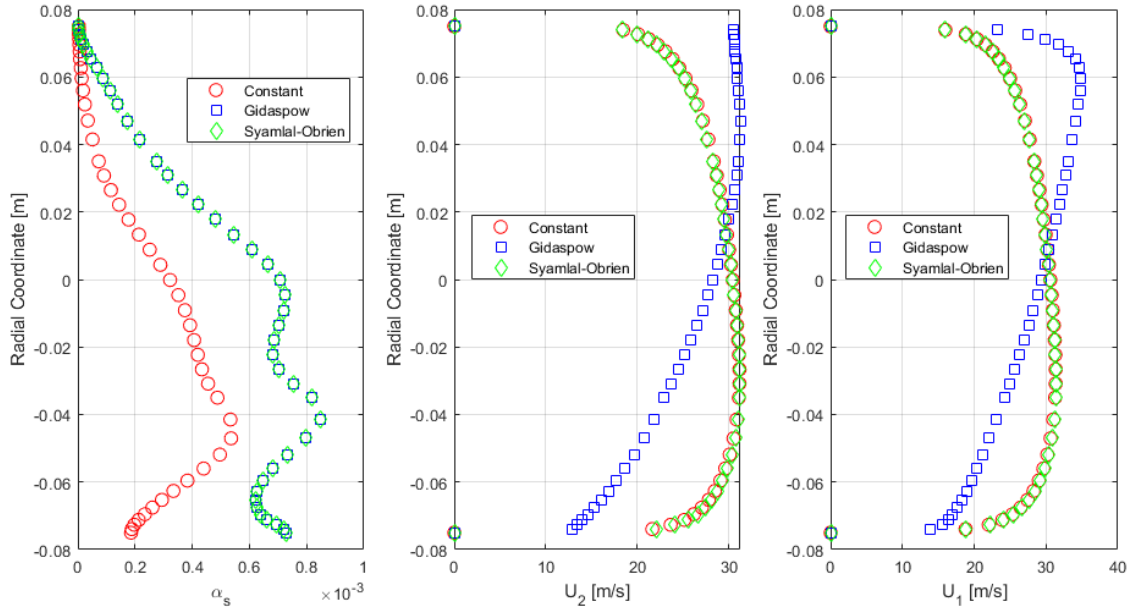 0.08
0.06
0.04
0.02
0
-0.02
-0.04
-0.06
-0.08
Radial Coordinate [m]
Constant
Gidaspow
Syamlal-Obrien
0 0.2 0.4 0.6 0.8 1
α_s
×10^-3
0.08
0.06
0.04
0.02
0
-0.02
-0.04
-0.06
-0.08
Radial Coordinate [m]
Constant
Gidaspow
Syamlal-Obrien
0 10 20 30
U_2 [m/s]
0.08
0.06
0.04
0.02
0
-0.02
-0.04
-0.06
-0.08
Radial Coordinate [m]
Constant
Gidaspow
Syamlal-Obrien
0 10 20 30 40
U_1 [m/s]